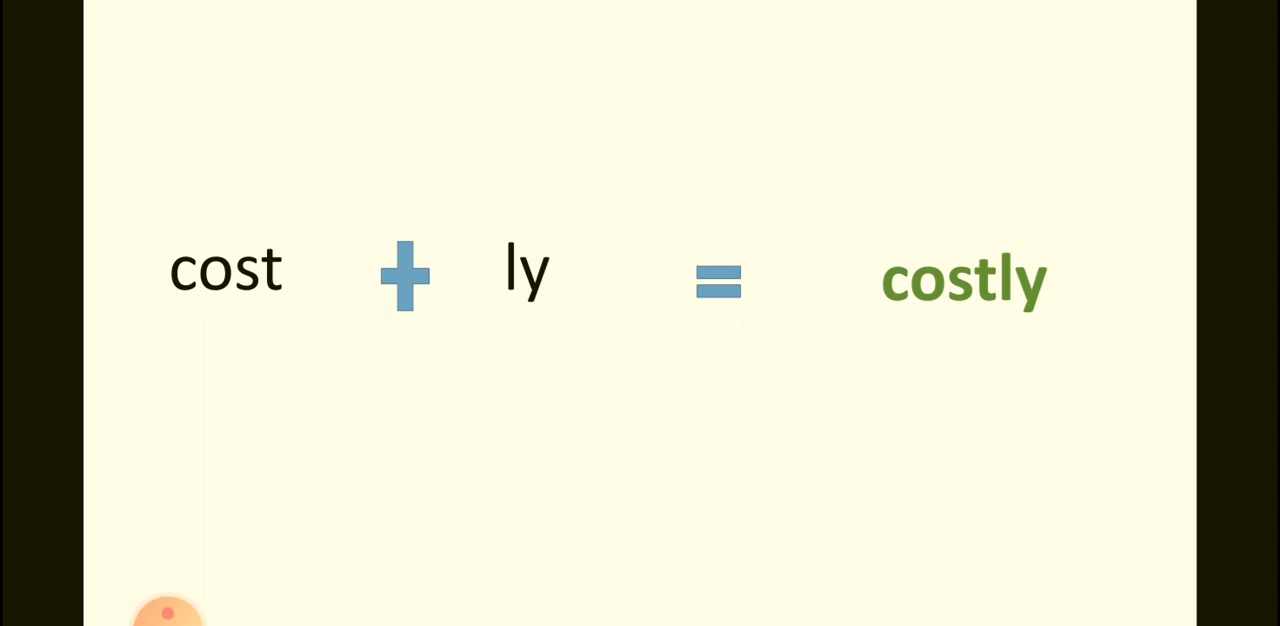 cost + ly = costly